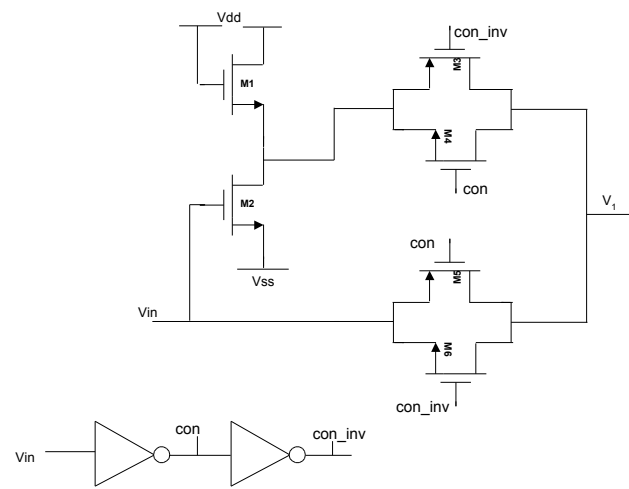 Vdd
con_inv
M1
M3
M4
con
M2
V1
con
Vss
M5
Vin
M6
con_inv
con
con_inv
Vin